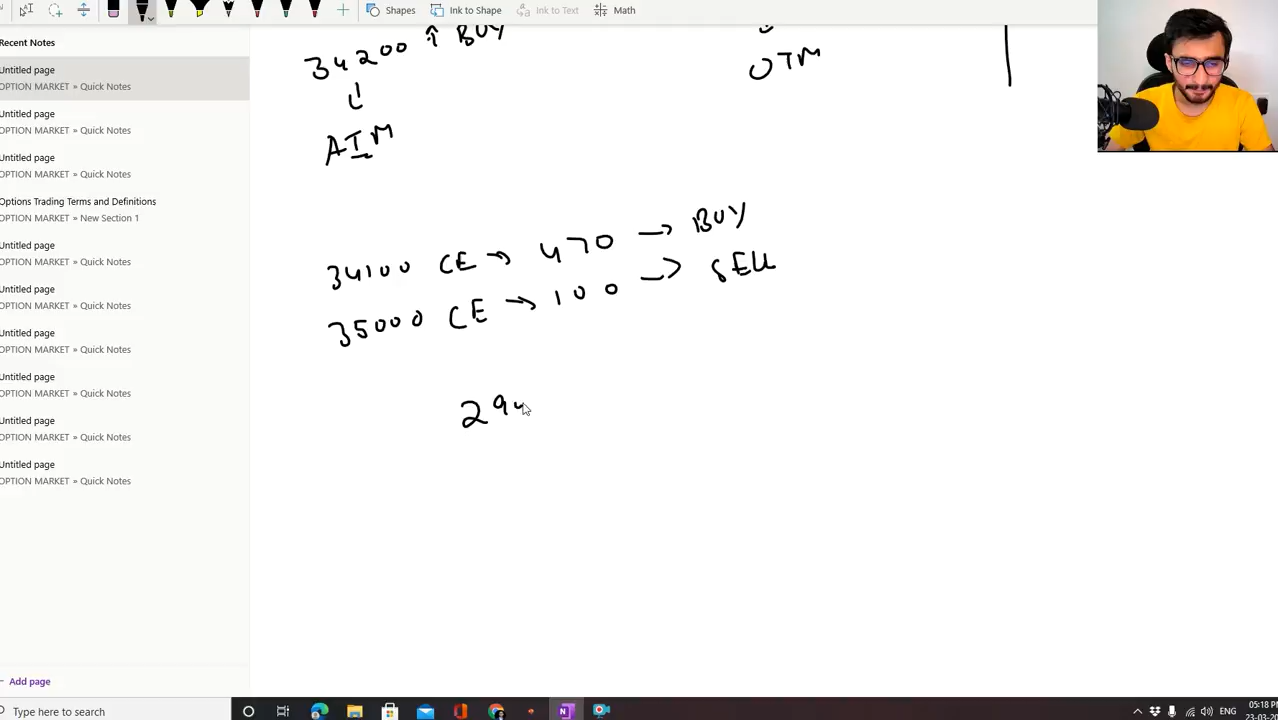 Shapes
Ink to Shape
Ink to Text
Math
Recent Notes
Untitled page
OPTION MARKET » Quick Notes
Untitled page
OPTION MARKET » Quick Notes
Untitled page
OPTION MARKET » Quick Notes
Options Trading Terms and Definitions
OPTION MARKET » New Section 1
Untitled page
OPTION MARKET » Quick Notes
Untitled page
OPTION MARKET » Quick Notes
Untitled page
OPTION MARKET » Quick Notes
Untitled page
OPTION MARKET » Quick Notes
Untitled page
OPTION MARKET » Quick Notes
Untitled page
OPTION MARKET » Quick Notes
Add page
34200 ↑ BUY
OTM
ATM
34100 CE → 470 → BUY
35000 CE → 100 → SELL
29
Type here to search
ENG
05:18 PM